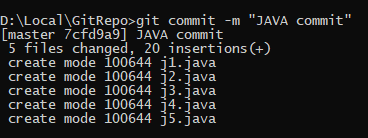 D:\Local\GitRepo>git commit -m "JAVA commit"
[master 7cfd9a9] JAVA commit
 5 files changed, 20 insertions(+)
 create mode 100644 j1.java
 create mode 100644 j2.java
 create mode 100644 j3.java
 create mode 100644 j4.java
 create mode 100644 j5.java